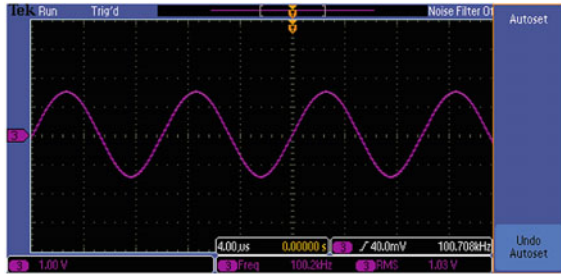 Tek Run Trig'd Noise Filter Of
Autoset
3
4.00µs 0.00000 s 3 40.0mV 100.708kHz
3 1.00 V 3 Freq 100.2kHz 3 RMS 1.03 V
Undo
Autoset